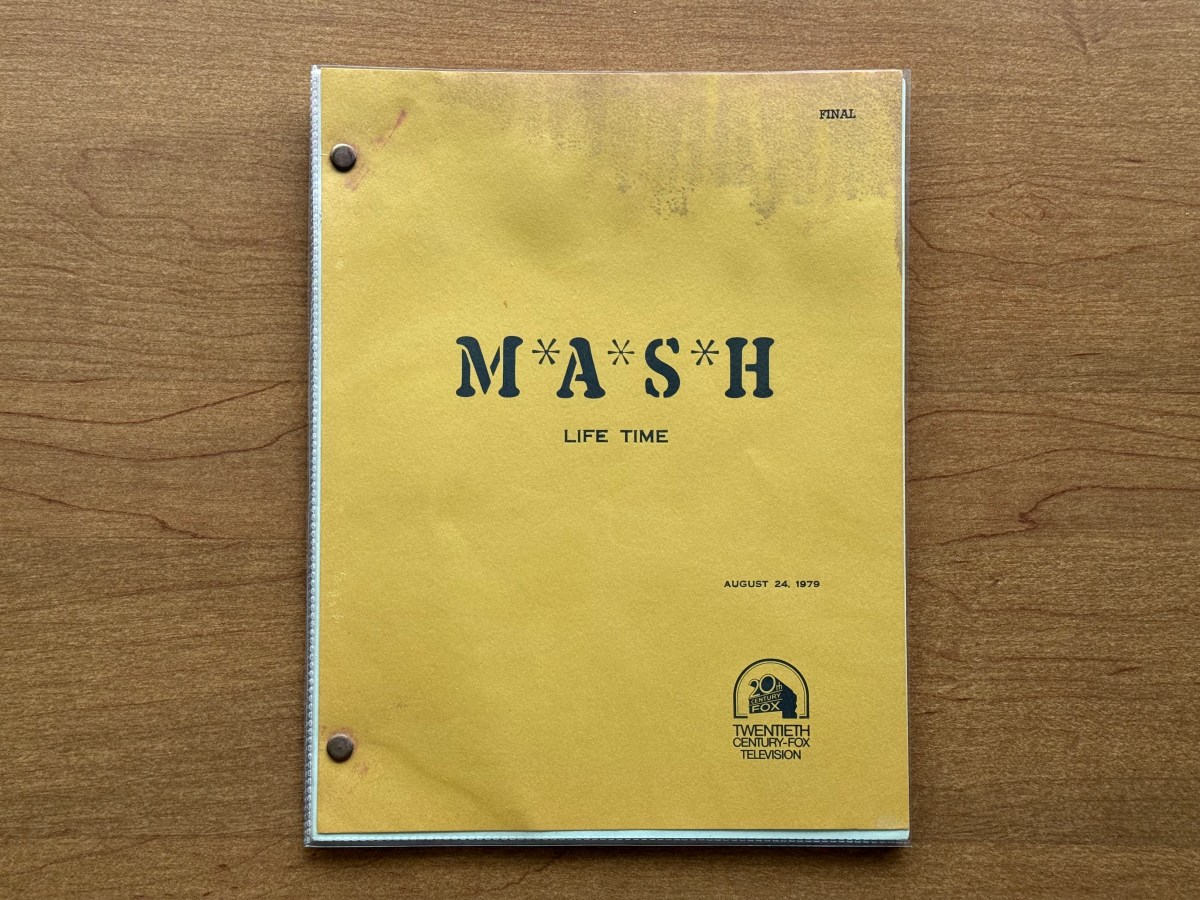 FINAL
M*A*S*H
LIFE TIME
AUGUST 24, 1979
20th
CENTURY
FOX
TWENTIETH
CENTURY-FOX
TELEVISION